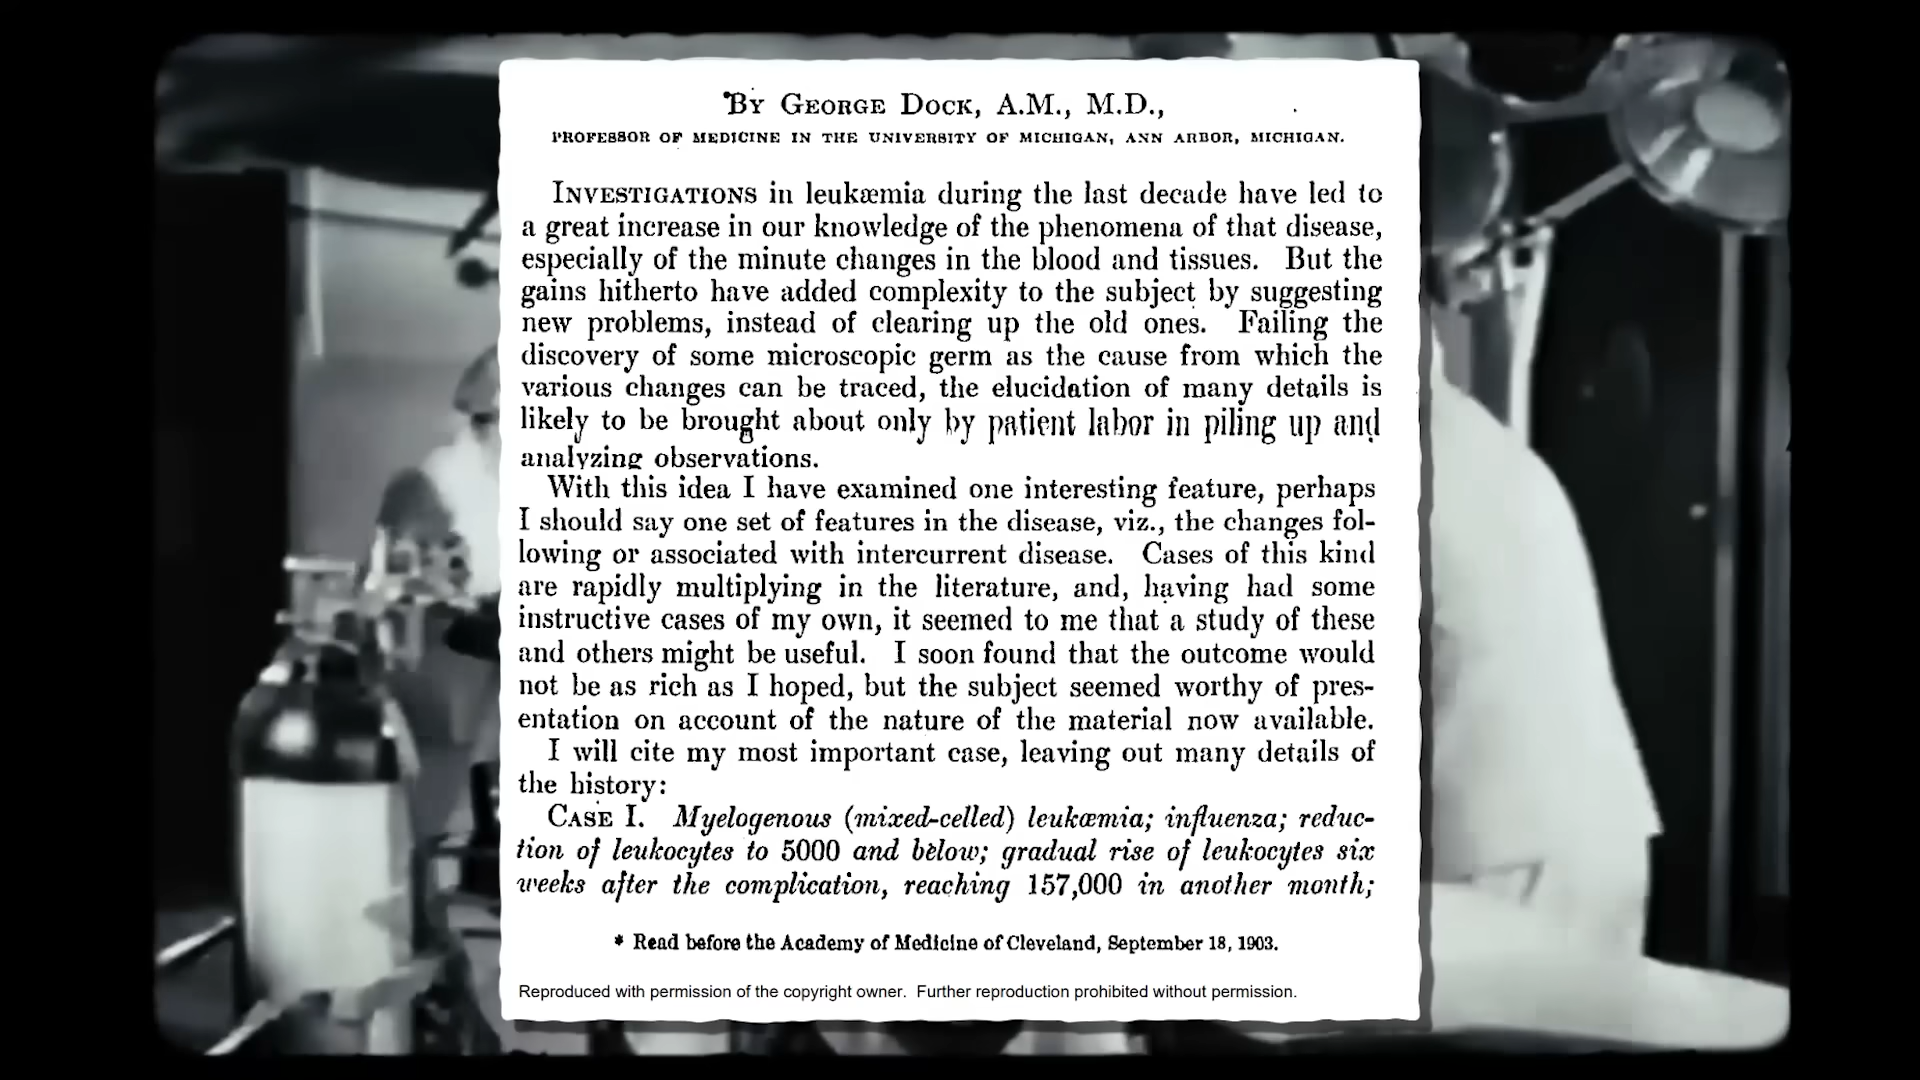 By George Dock, A.M., M.D.,
PROFESSOR OF MEDICINE IN THE UNIVERSITY OF MICHIGAN, ANN ARBOR, MICHIGAN.
Investigations in leukæmia during the last decade have led to
a great increase in our knowledge of the phenomena of that disease,
especially of the minute changes in the blood and tissues. But the
gains hitherto have added complexity to the subject by suggesting
new problems, instead of clearing up the old ones. Failing the
discovery of some microscopic germ as the cause from which the
various changes can be traced, the elucidation of many details is
likely to be brought about only by patient labor in piling up and
analyzing observations.
With this idea I have examined one interesting feature, perhaps
I should say one set of features in the disease, viz., the changes fol-
lowing or associated with intercurrent disease. Cases of this kind
are rapidly multiplying in the literature, and, having had some
instructive cases of my own, it seemed to me that a study of these
and others might be useful. I soon found that the outcome would
not be as rich as I hoped, but the subject seemed worthy of pres-
entation on account of the nature of the material now available.
I will cite my most important case, leaving out many details of
the history:
Case I. Myelogenous (mixed-celled) leukæmia; influenza; reduc-
tion of leukocytes to 5000 and below; gradual rise of leukocytes six
weeks after the complication, reaching 157,000 in another month;
* Read before the Academy of Medicine of Cleveland, September 18, 1903.
Reproduced with permission of the copyright owner. Further reproduction prohibited without permission.